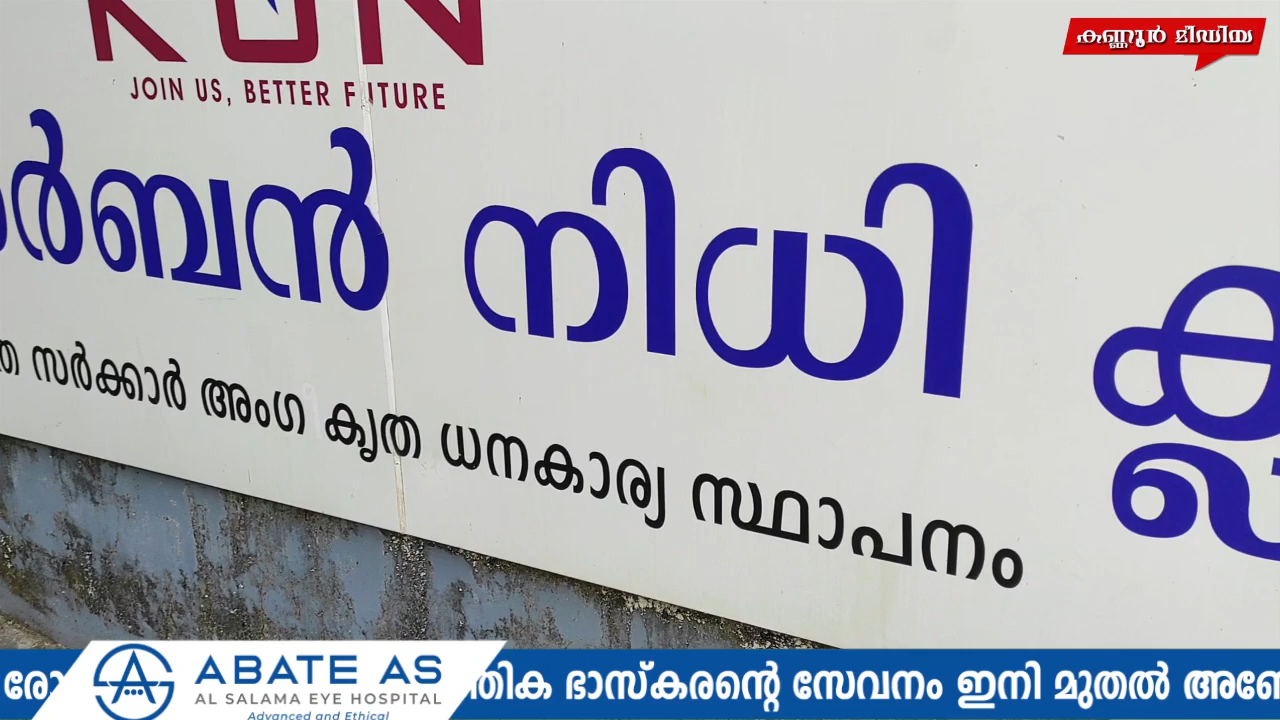 കണ്ണൂർ മീഡിയ
JOIN US, BETTER FUTURE
ർബൻ നിധി
സർക്കാർ അംഗ കൃത ധനകാര്യ സ്ഥാപനം
ABATE AS
AL SALAMA EYE HOSPITAL
Advanced and Ethical
ഭാസ്കരന്റെ സേവനം ഇനി മുതൽ